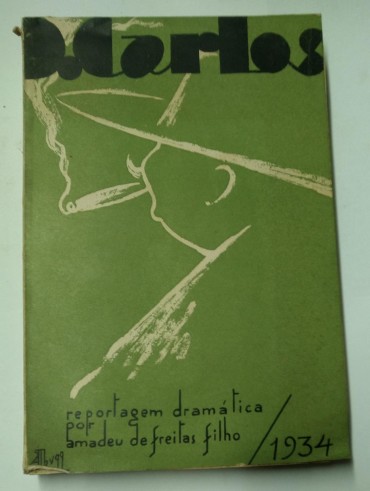 D. Carlos
reportagem dramática
por
amadeu de freitas filho
/1934